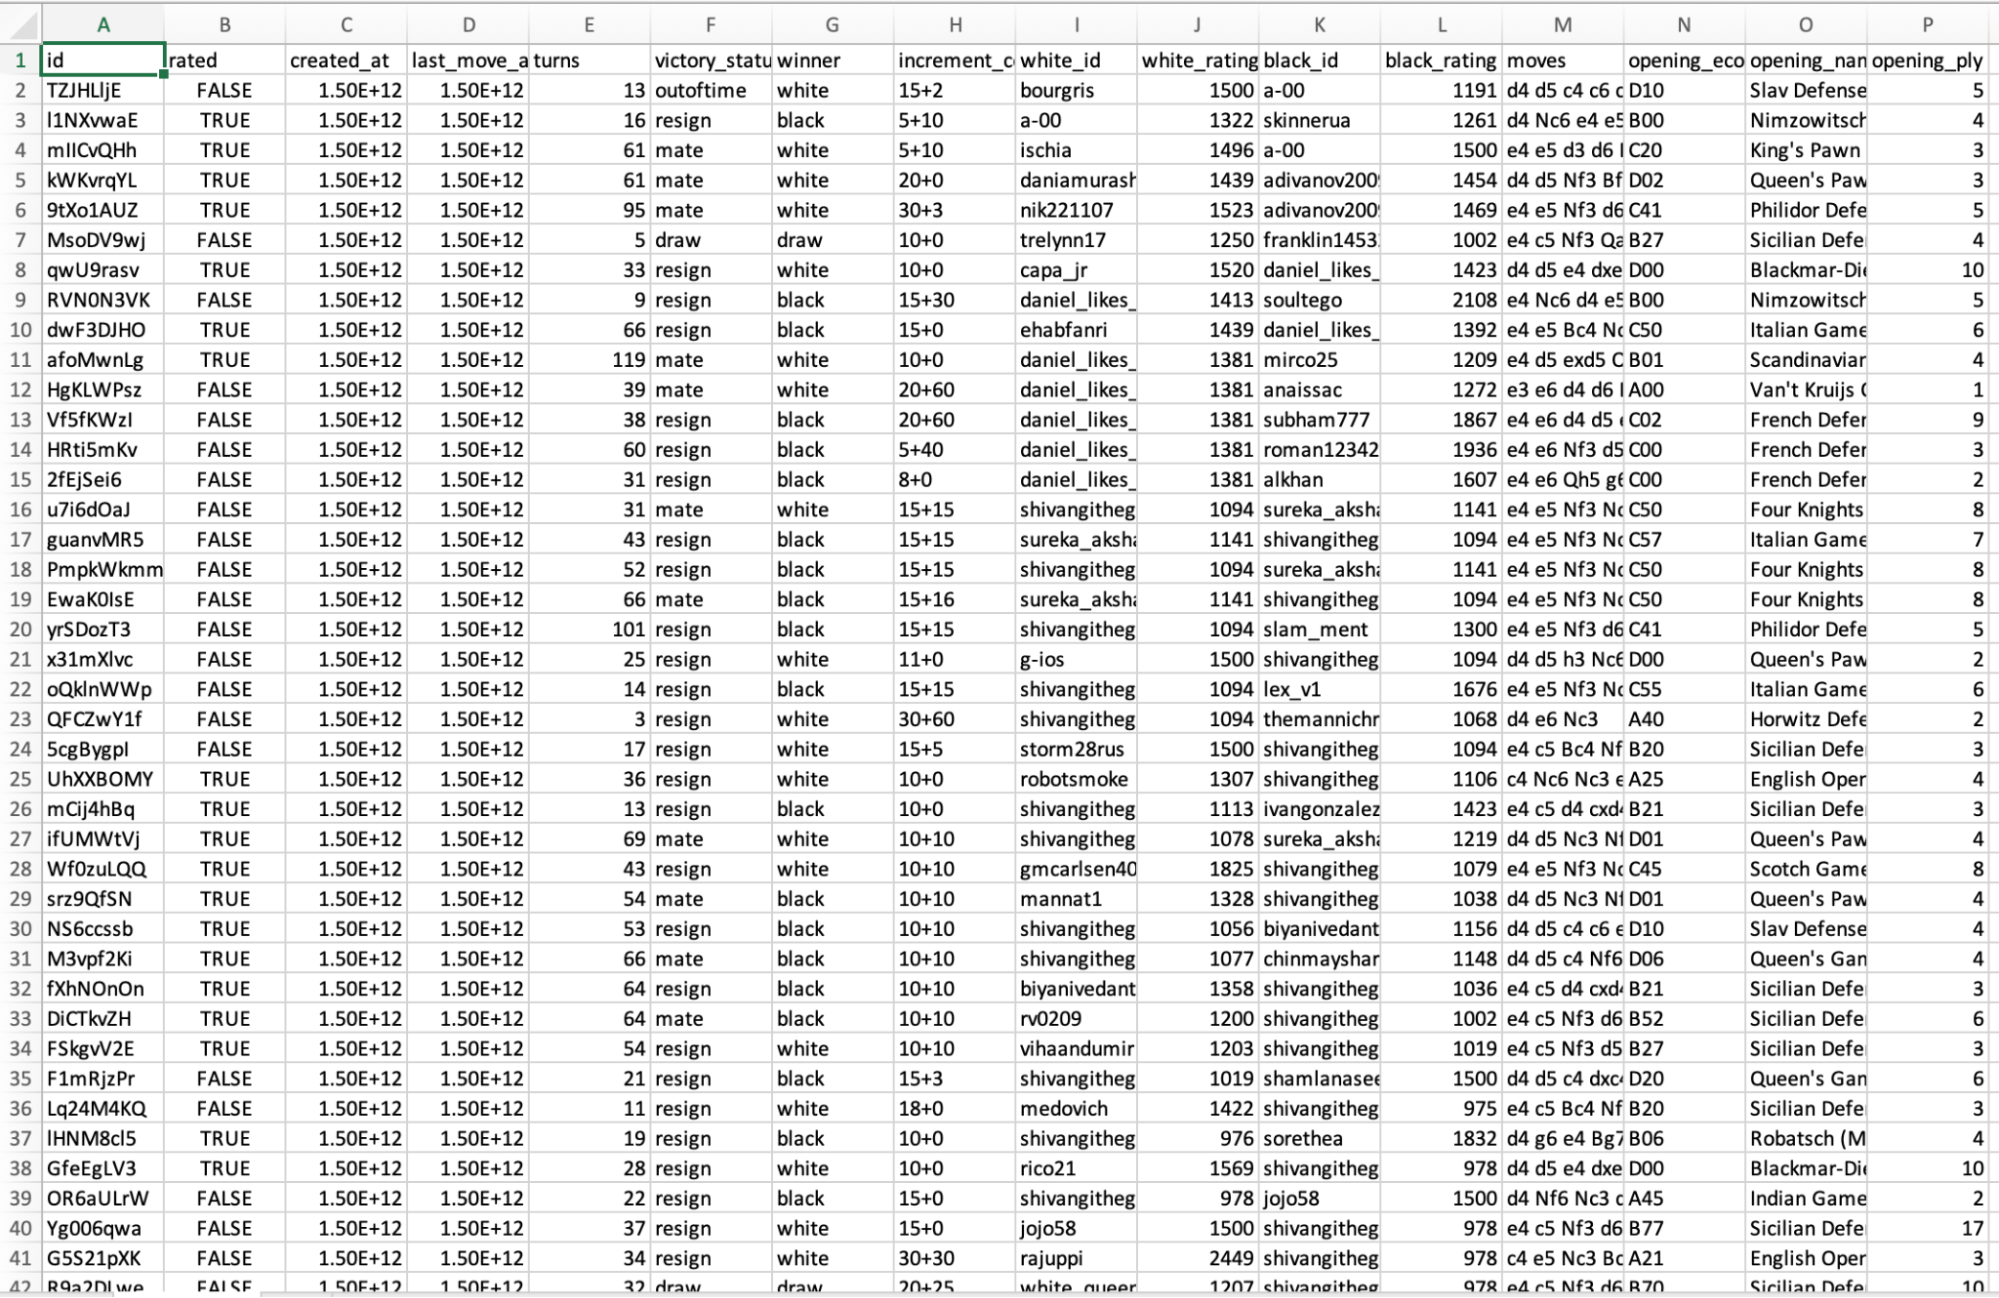 A B C D E F G H I J K L M N O P
1 id rated created_at last_move_a turns victory_statu winner increment_c white_id white_rating black_id black_rating moves opening_eco opening_nan opening_ply
2 TZJHLljE FALSE 1.50E+12 1.50E+12 13 outoftime white 15+2 bourgris 1500 a-00 1191 d4 d5 c4 c6 c D10 Slav Defense 5
3 l1NXvwaE TRUE 1.50E+12 1.50E+12 16 resign black 5+10 a-00 1322 skinnerua 1261 d4 Nc6 e4 e5 B00 Nimzowitsch 4
4 mIICvQHh TRUE 1.50E+12 1.50E+12 61 mate white 5+10 ischia 1496 a-00 1500 e4 e5 d3 d6 C20 King's Pawn 3
5 kWKvrqYL TRUE 1.50E+12 1.50E+12 61 mate white 20+0 daniamurash 1439 adivanov200 1454 d4 d5 Nf3 Bf D02 Queen's Paw 3
6 9tXo1AUZ TRUE 1.50E+12 1.50E+12 95 mate white 30+3 nik221107 1523 adivanov200 1469 e4 e5 Nf3 d6 C41 Philidor Defe 5
7 MsoDV9wj FALSE 1.50E+12 1.50E+12 5 draw draw 10+0 trelynn17 1250 franklin1453 1002 e4 c5 Nf3 Qa B27 Sicilian Defe 4
8 qwU9rasv TRUE 1.50E+12 1.50E+12 33 resign white 10+0 capa_jr 1520 daniel_likes_ 1423 d4 d5 e4 dxe D00 Blackmar-Die 10
9 RVN0N3VK FALSE 1.50E+12 1.50E+12 9 resign black 15+30 daniel_likes_ 1413 soultego 2108 e4 Nc6 d4 e5 B00 Nimzowitsch 5
10 dwF3DJHO TRUE 1.50E+12 1.50E+12 66 resign black 15+0 ehabfanri 1439 daniel_likes_ 1392 e4 e5 Bc4 Nc C50 Italian Game 6
11 afoMwnLg TRUE 1.50E+12 1.50E+12 119 mate white 10+0 daniel_likes_ 1381 mirco25 1209 e4 d5 exd5 B01 Scandinavian 4
12 HgKLWPsz FALSE 1.50E+12 1.50E+12 39 mate white 20+60 daniel_likes_ 1381 anaissac 1272 e3 e6 d4 d6 A00 Van't Kruijs 1
13 Vf5fKWzI FALSE 1.50E+12 1.50E+12 38 resign black 20+60 daniel_likes_ 1381 subham777 1867 e4 e6 d4 d5 C02 French Defer 9
14 HRti5mKv FALSE 1.50E+12 1.50E+12 60 resign black 5+40 daniel_likes_ 1381 roman12342 1936 e4 e6 Nf3 d5 C00 French Defer 3
15 2fEjSei6 FALSE 1.50E+12 1.50E+12 31 resign black 8+0 daniel_likes_ 1381 alkhan 1607 e4 e6 Qh5 g6 C00 French Defer 2
16 u7i6dOaJ FALSE 1.50E+12 1.50E+12 31 mate white 15+15 shivangitheg 1094 sureka_aksha 1141 e4 e5 Nf3 Nc C50 Four Knights 8
17 guanvMR5 FALSE 1.50E+12 1.50E+12 43 resign black 15+15 sureka_aksha 1141 shivangitheg 1094 e4 e5 Nf3 Nc C57 Italian Game 7
18 PmpkWkmm FALSE 1.50E+12 1.50E+12 52 resign black 15+15 shivangitheg 1094 sureka_aksha 1141 e4 e5 Nf3 Nc C50 Four Knights 8
19 EwaK0IsE FALSE 1.50E+12 1.50E+12 66 mate black 15+16 sureka_aksha 1141 shivangitheg 1094 e4 e5 Nf3 Nc C50 Four Knights 8
20 yrSDozT3 FALSE 1.50E+12 1.50E+12 101 resign black 15+15 shivangitheg 1094 slam_ment 1300 e4 e5 Nf3 d6 C41 Philidor Defe 5
21 x31mXlvc FALSE 1.50E+12 1.50E+12 25 resign white 11+0 g-ios 1500 shivangitheg 1094 d4 d5 h3 Nc6 D00 Queen's Paw 2
22 oQklnWWp FALSE 1.50E+12 1.50E+12 14 resign black 15+15 shivangitheg 1094 lex_v1 1676 e4 e5 Nf3 Nc C55 Italian Game 6
23 QFCZwY1f FALSE 1.50E+12 1.50E+12 3 resign white 30+60 shivangitheg 1094 themannichr 1068 d4 e6 Nc3 A40 Horwitz Defe 2
24 5cgBygpI FALSE 1.50E+12 1.50E+12 17 resign white 15+5 storm28rus 1500 shivangitheg 1094 e4 c5 Bc4 Nf B20 Sicilian Defe 3
25 UhXXBOMY TRUE 1.50E+12 1.50E+12 36 resign white 10+0 robotsmoke 1307 shivangitheg 1106 c4 Nc6 Nc3 e A25 English Oper 4
26 mCij4hBq TRUE 1.50E+12 1.50E+12 13 resign black 10+0 shivangitheg 1113 ivangonzalez 1423 e4 c5 d4 cxd4 B21 Sicilian Defe 3
27 ifUMWtVj TRUE 1.50E+12 1.50E+12 69 mate white 10+10 shivangitheg 1078 sureka_aksha 1219 d4 d5 Nc3 Nf D01 Queen's Paw 4
28 Wf0zuLQQ TRUE 1.50E+12 1.50E+12 43 resign white 10+10 gmcarlsen40 1825 shivangitheg 1079 e4 e5 Nf3 Nc C45 Scotch Game 8
29 srz9QfSN TRUE 1.50E+12 1.50E+12 54 mate black 10+10 mannat1 1328 shivangitheg 1038 d4 d5 Nc3 Nf D01 Queen's Paw 4
30 NS6ccssb TRUE 1.50E+12 1.50E+12 53 resign black 10+10 shivangitheg 1056 biyanivedant 1156 d4 d5 c4 c6 e D10 Slav Defense 4
31 M3vpf2Ki TRUE 1.50E+12 1.50E+12 66 mate black 10+10 shivangitheg 1077 chinmayshar 1148 d4 d5 c4 Nf6 D06 Queen's Gan 4
32 fXhNOnOn TRUE 1.50E+12 1.50E+12 64 resign black 10+10 biyanivedant 1358 shivangitheg 1036 e4 c5 d4 cxd4 B21 Sicilian Defe 3
33 DiCTkvZH TRUE 1.50E+12 1.50E+12 64 mate black 10+10 rv0209 1200 shivangitheg 1002 e4 c5 Nf3 d6 B52 Sicilian Defe 6
34 FSkgvV2E TRUE 1.50E+12 1.50E+12 54 resign white 10+10 vihaandumir 1203 shivangitheg 1019 e4 c5 Nf3 d5 B27 Sicilian Defe 3
35 F1mRjzPr FALSE 1.50E+12 1.50E+12 21 resign black 15+3 shivangitheg 1019 shamlanasee 1500 d4 d5 c4 dxc4 D20 Queen's Gan 6
36 Lq24M4KQ FALSE 1.50E+12 1.50E+12 11 resign white 18+0 medovich 1422 shivangitheg 975 e4 c5 Bc4 Nf B20 Sicilian Defe 3
37 lHNM8cl5 TRUE 1.50E+12 1.50E+12 19 resign black 10+0 shivangitheg 976 sorethea 1832 d4 g6 e4 Bg7 B06 Robatsch (M 4
38 GfeEgLV3 TRUE 1.50E+12 1.50E+12 28 resign white 10+0 rico21 1569 shivangitheg 978 d4 d5 e4 dxe D00 Blackmar-Die 10
39 OR6aULrW FALSE 1.50E+12 1.50E+12 22 resign black 15+0 shivangitheg 978 jojo58 1500 d4 Nf6 Nc3 c A45 Indian Game 2
40 Yg006qwa FALSE 1.50E+12 1.50E+12 37 resign white 15+0 jojo58 1500 shivangitheg 978 e4 c5 Nf3 d6 B77 Sicilian Defe 17
41 G5S21pXK FALSE 1.50E+12 1.50E+12 34 resign white 30+30 rajuppi 2449 shivangitheg 978 c4 e5 Nc3 Bc A21 English Oper 3
42 R9a2DLwe FALSE 1.50E+12 1.50E+12 32 draw draw 20+25 white_queen 1207 shivangitheg 978 e4 c5 Nf3 d6 B70 Sicilian Defe 10